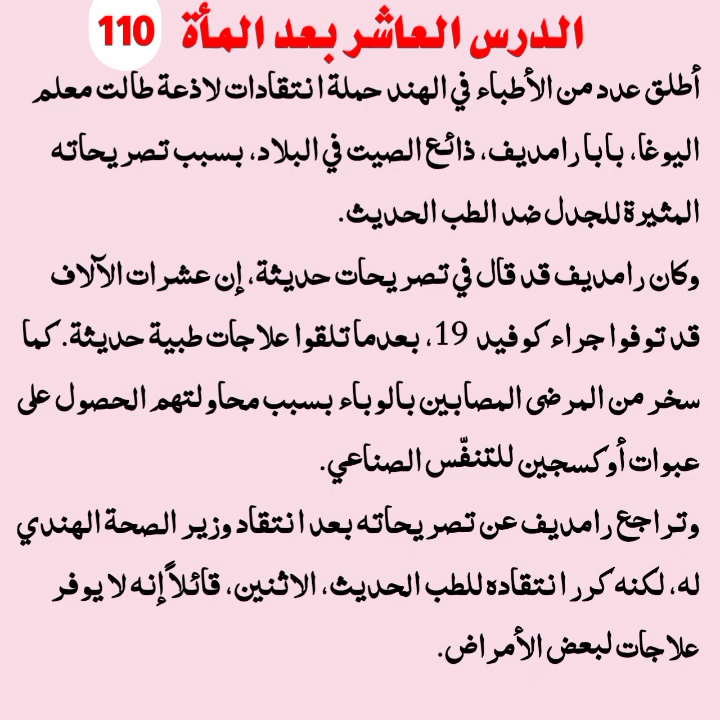 الدرس العاشر بعد المأة 110
أطلق عدد من الأطباء في الهند حملة انتقادات لاذعة طالت معلم
اليوغا، بابا رامديف، ذائع الصيت في البلاد، بسبب تصريحاته
المثيرة للجدل ضد الطب الحديث.
وكان رامديف قد قال في تصريحات حديثة، إن عشرات الآلاف
قد توفوا جراء كوفيد 19، بعدما تلقوا علاجات طبية حديثة. كما
سخر من المرضى المصابين بالوباء بسبب محاولتهم الحصول على
عبوات أوكسجين للتنفّس الصناعي.
وتراجع رامديف عن تصريحاته بعد انتقاد وزير الصحة الهندي
له، لكنه كرر انتقاده للطب الحديث، الاثنين، قائلاً إنه لا يوفر
علاجات لبعض الأمراض.